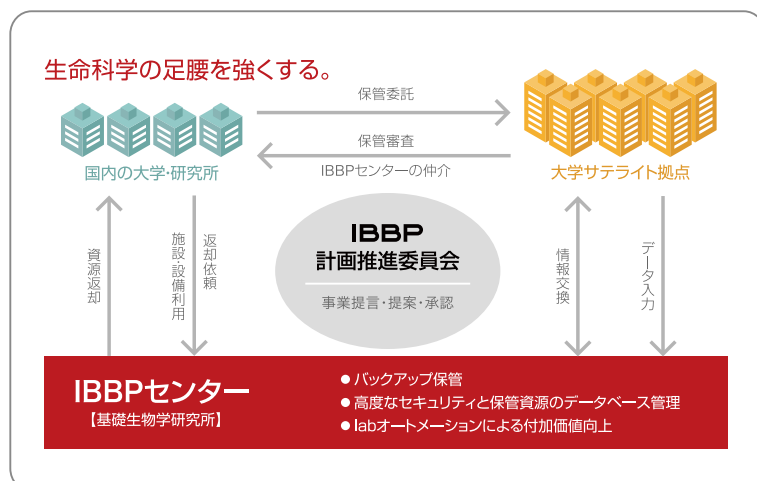 生命科学の足腰を強くする。
保管委託
保管審査
IBBPセンターの仲介
国内の大学・研究所
大学サテライト拠点
IBBP
計画推進委員会
事業提言・提案・承認
資源返却
施設・設備利用
返却依頼
情報交換
データ入力
IBBPセンター
【基礎生物学研究所】
● バックアップ保管
● 高度なセキュリティと保管資源のデータベース管理
● labオートメーションによる付加価値向上